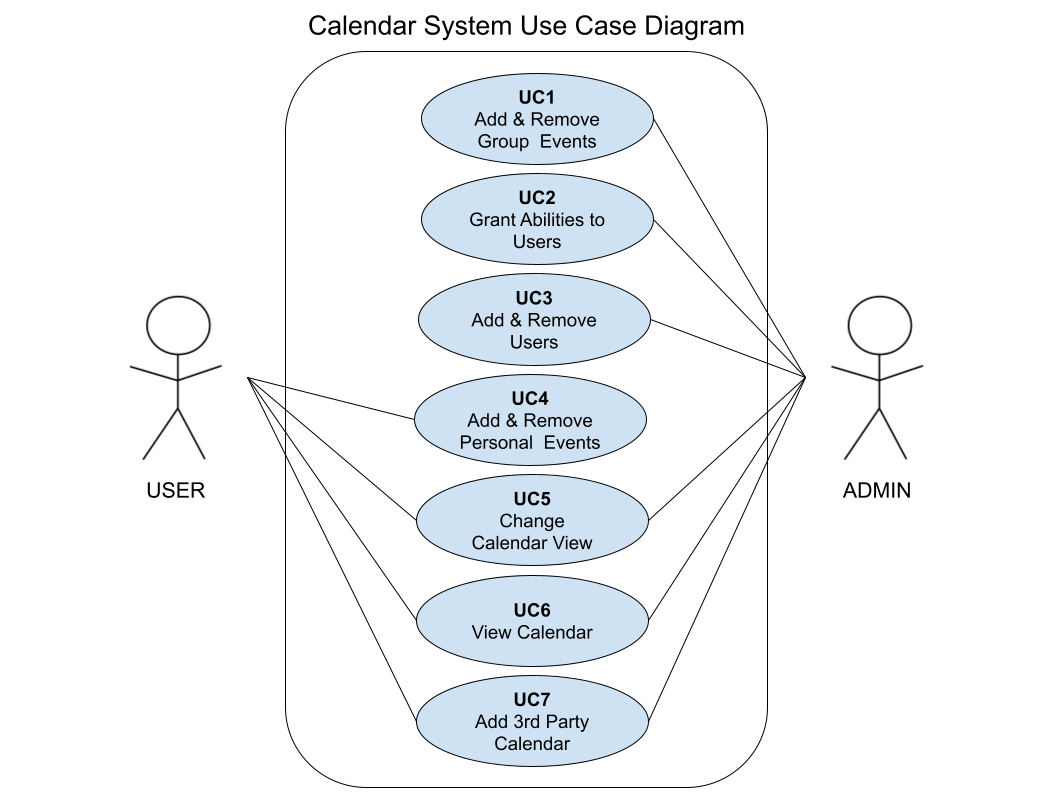 Calendar System Use Case Diagram
UC1
Add & Remove
Group  Events
UC2
Grant Abilities to
Users
UC3
Add & Remove
Users
UC4
Add & Remove
Personal  Events
USER
ADMIN
UC5
Change
Calendar View
UC6
View Calendar
UC7
Add 3rd Party
Calendar